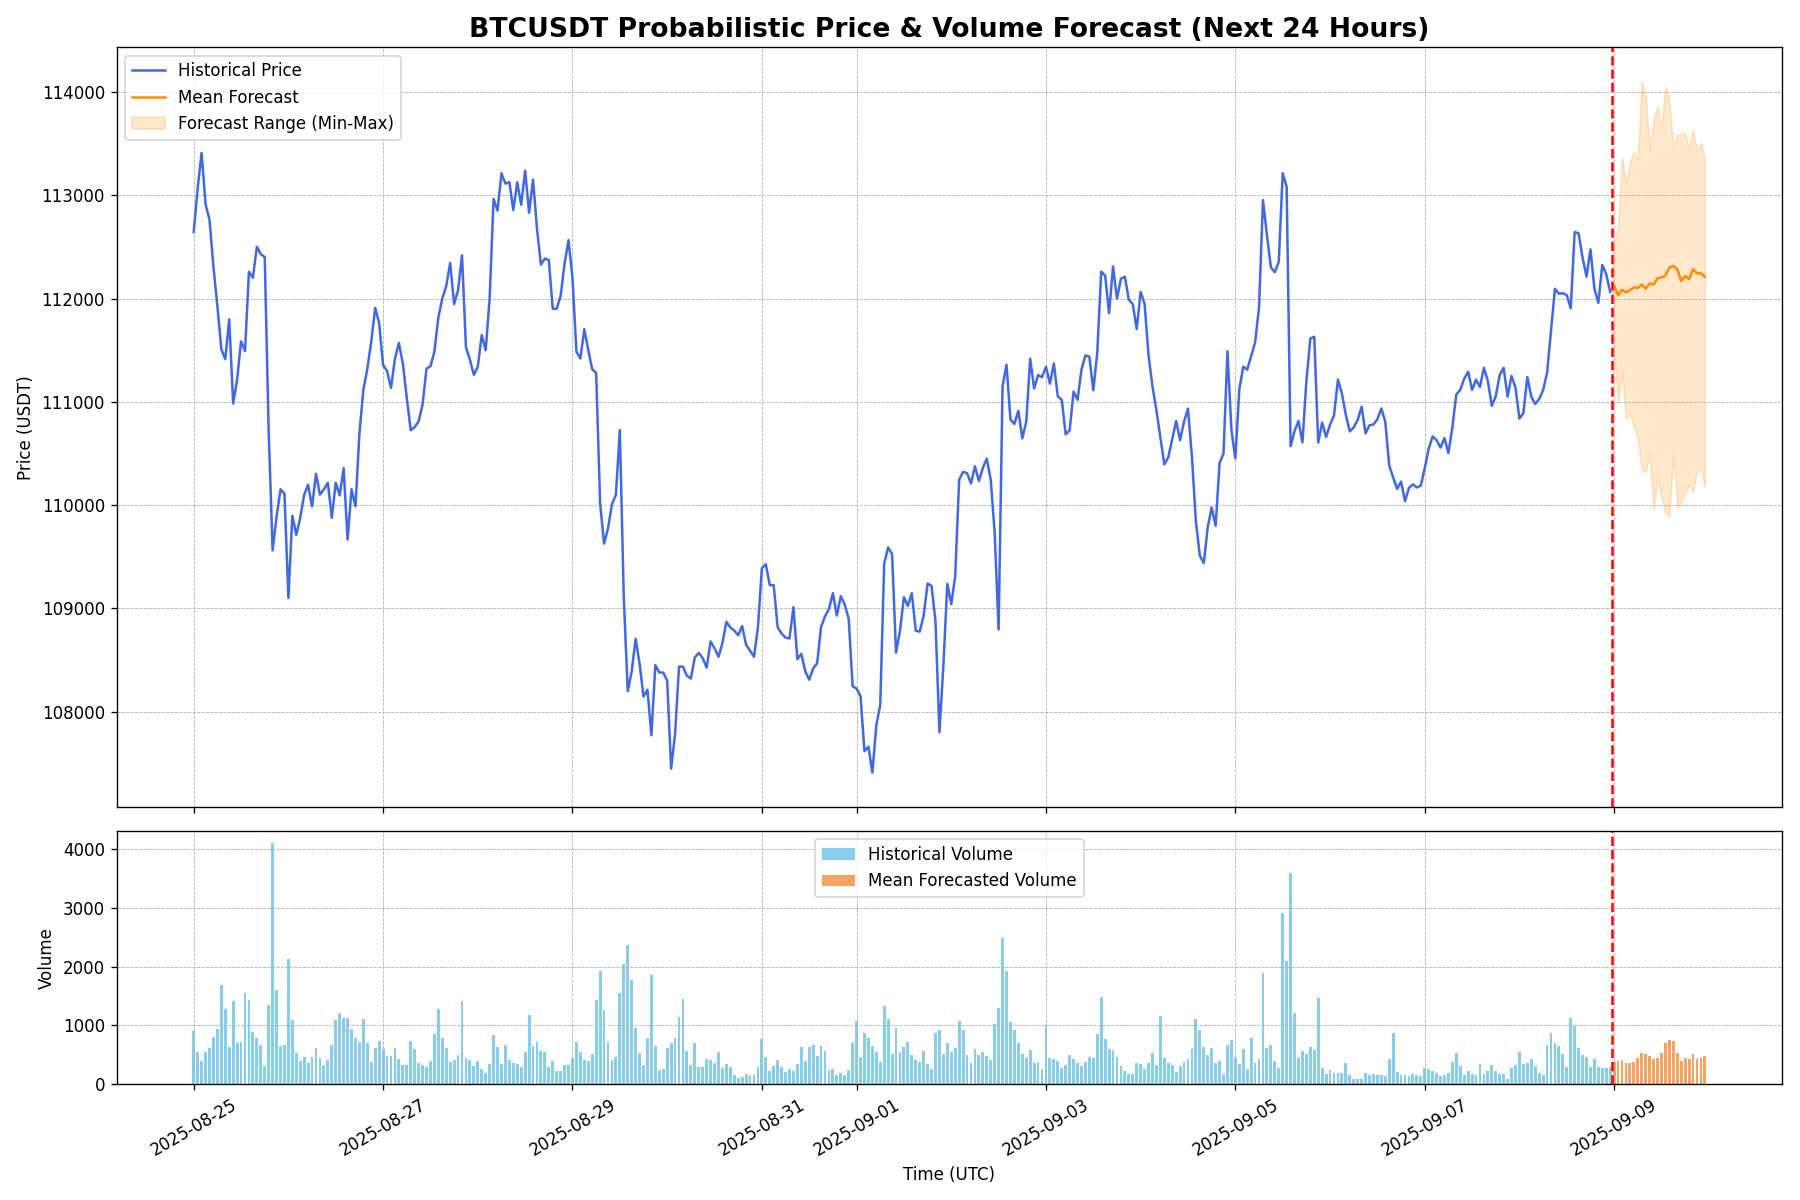 BTCUSDT Probabilistic Price & Volume Forecast (Next 24 Hours)
Historical Price
Mean Forecast
Forecast Range (Min-Max)
114000
113000
112000
111000
110000
109000
108000
Price (USDT)
Historical Volume
Mean Forecasted Volume
4000
3000
2000
1000
0
Volume
2025-08-25
2025-08-27
2025-08-29
2025-08-31
2025-09-01
2025-09-03
2025-09-05
2025-09-07
2025-09-09
Time (UTC)